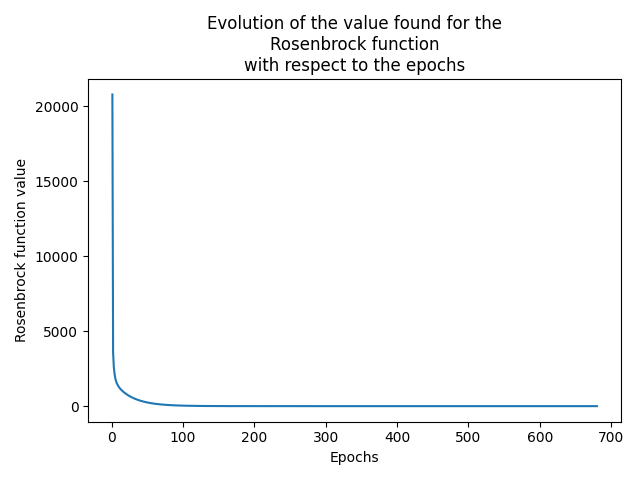 Evolution of the value found for the
Rosenbrock function
with respect to the epochs
Rosenbrock function value
20000
15000
10000
5000
0
0 100 200 300 400 500 600 700
Epochs